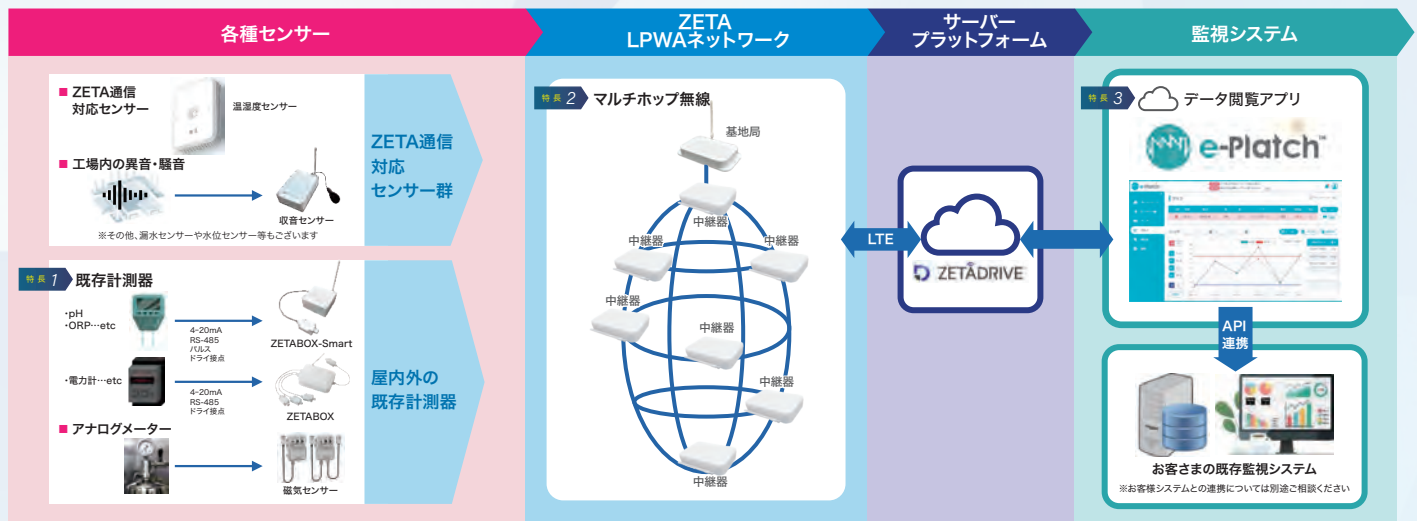 各種センサー
ZETA
LPWAネットワーク
サーバー
プラットフォーム
監視システム
■ ZETA通信
対応センサー
温湿度センサー
■ 工場内の異音・騒音
収音センサー
※その他、漏水センサーや水位センサー等もございます
ZETA通信
対応
センサー群
特長 1 既存計測器
・pH
・ORP…etc
4-20mA
RS-485
パルス
ドライ接点
ZETABOX-Smart
・電力計…etc
4-20mA
RS-485
ドライ接点
ZETABOX
■ アナログメーター
磁気センサー
屋内外の
既存計測器
特長 2 マルチホップ無線
基地局
中継器
中継器
中継器
中継器
中継器
中継器
中継器
LTE
ZETADRIVE
特長 3 データ閲覧アプリ
e-Platch™
API
連携
お客さまの既存監視システム
※お客様システムとの連携については別途ご相談ください